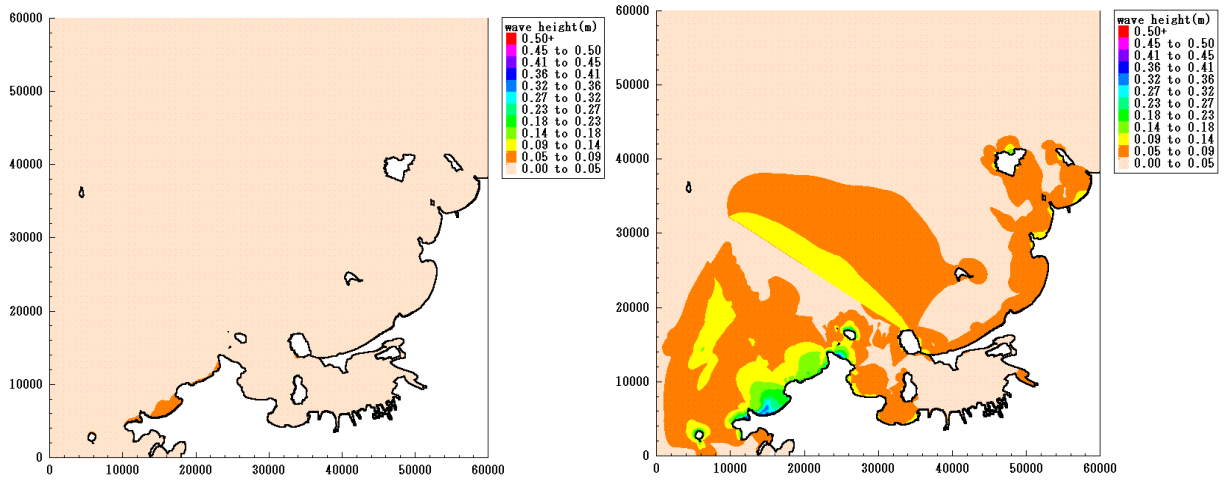 60000
50000
40000
30000
20000
10000
0
0 10000 20000 30000 40000 50000 60000
wave height(m)
0.50+
0.45 to 0.50
0.41 to 0.45
0.36 to 0.41
0.32 to 0.36
0.27 to 0.32
0.23 to 0.27
0.18 to 0.23
0.14 to 0.18
0.09 to 0.14
0.05 to 0.09
0.00 to 0.05
60000
50000
40000
30000
20000
10000
0
0 10000 20000 30000 40000 50000 60000
wave height(m)
0.50+
0.45 to 0.50
0.41 to 0.45
0.36 to 0.41
0.32 to 0.36
0.27 to 0.32
0.23 to 0.27
0.18 to 0.23
0.14 to 0.18
0.09 to 0.14
0.05 to 0.09
0.00 to 0.05